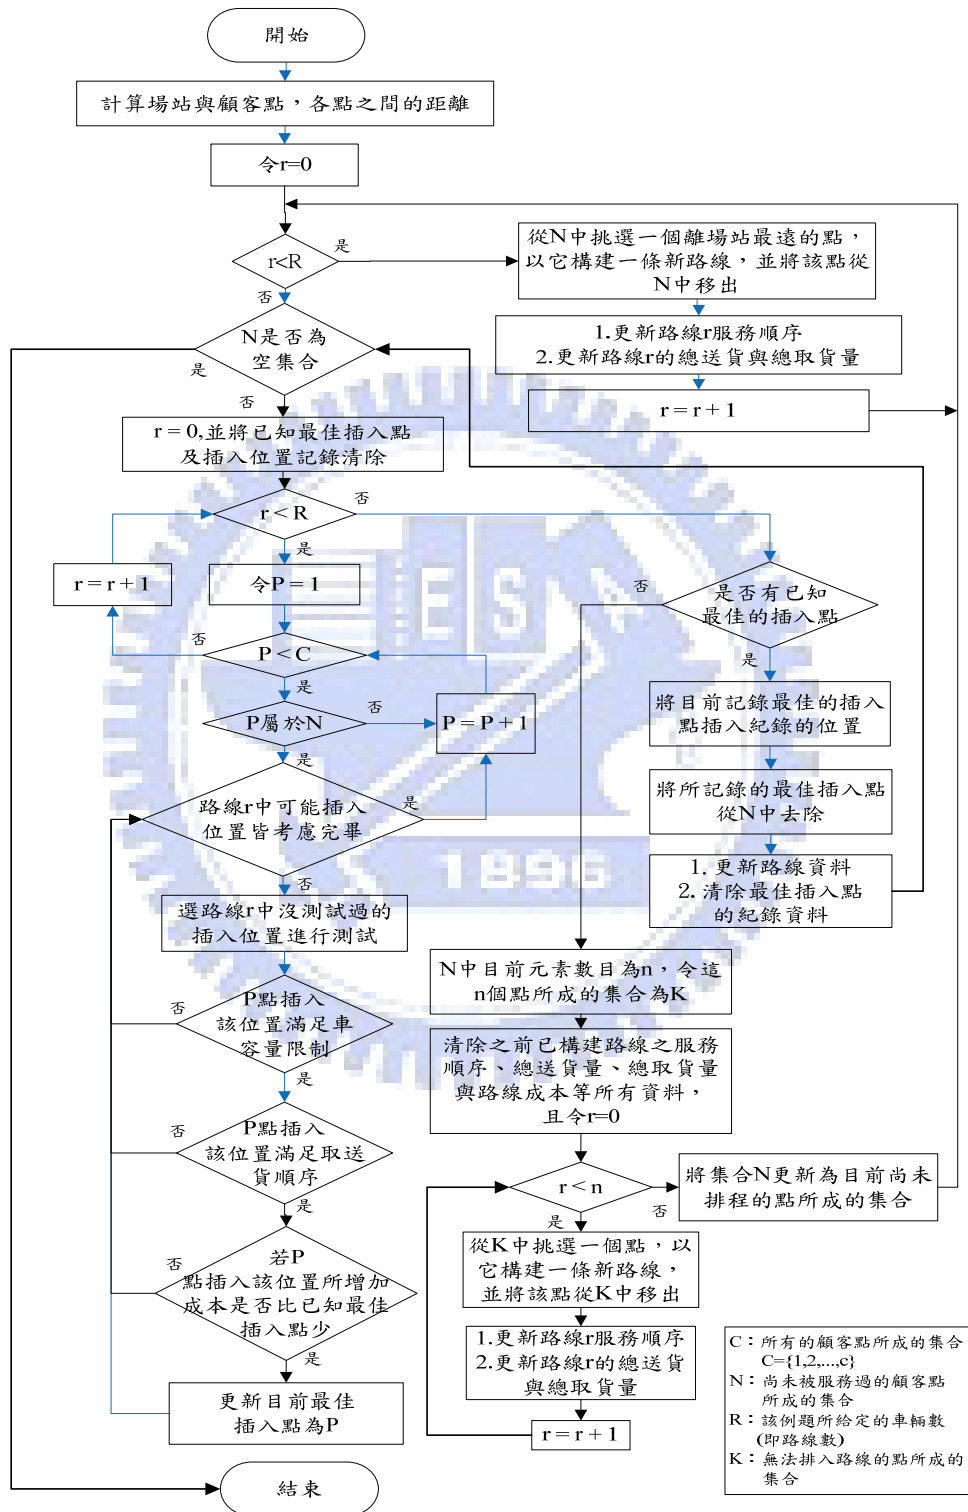 開始
計算場站與顧客點，各點之間的距離
令r=0
r<R
是
否
從N中挑選一個離場站最遠的點，
以它構建一條新路線，並將該點從
N中移出
1.更新路線r服務順序
2.更新路線r的總送貨與總取貨量
r = r + 1
N是否為
空集合
是
否
r = 0,並將已知最佳插入點
及插入位置記錄清除
r < R
否
是
r = r + 1
令P = 1
P < C
否
是
P屬於N
否
是
P = P + 1
路線r中可能插入
位置皆考慮完畢
是
否
選路線r中沒測試過的
插入位置進行測試
P點插入
該位置滿足車
容量限制
否
是
P點插入
該位置滿足取送
貨順序
否
是
若P
點插入該位置所增加
成本是否比已知最佳
插入點少
否
是
更新目前最佳
插入點為P
結束
是否有已知
最佳的插入點
否
是
將目前記錄最佳的插入
點插入紀錄的位置
將所記錄的最佳插入點
從N中去除
1. 更新路線資料
2. 清除最佳插入點
的紀錄資料
N中目前元素數目為n，令這
n個點所成的集合為K
清除之前已構建路線之服務
順序、總送貨量、總取貨量
與路線成本等所有資料，
且令r=0
r < n
否
是
將集合N更新為目前尚未
排程的點所成的集合
從K中挑選一個點，以
它構建一條新路線，
並將該點從K中移出
1.更新路線r服務順序
2.更新路線r的總送貨
與總取貨量
r = r + 1
C：所有的顧客點所成的集合
C={1,2,...,c}
N：尚未被服務過的顧客點
所成的集合
R：該例題所給定的車輛數
(即路線數)
K：無法排入路線的點所成的
集合
ES
1896